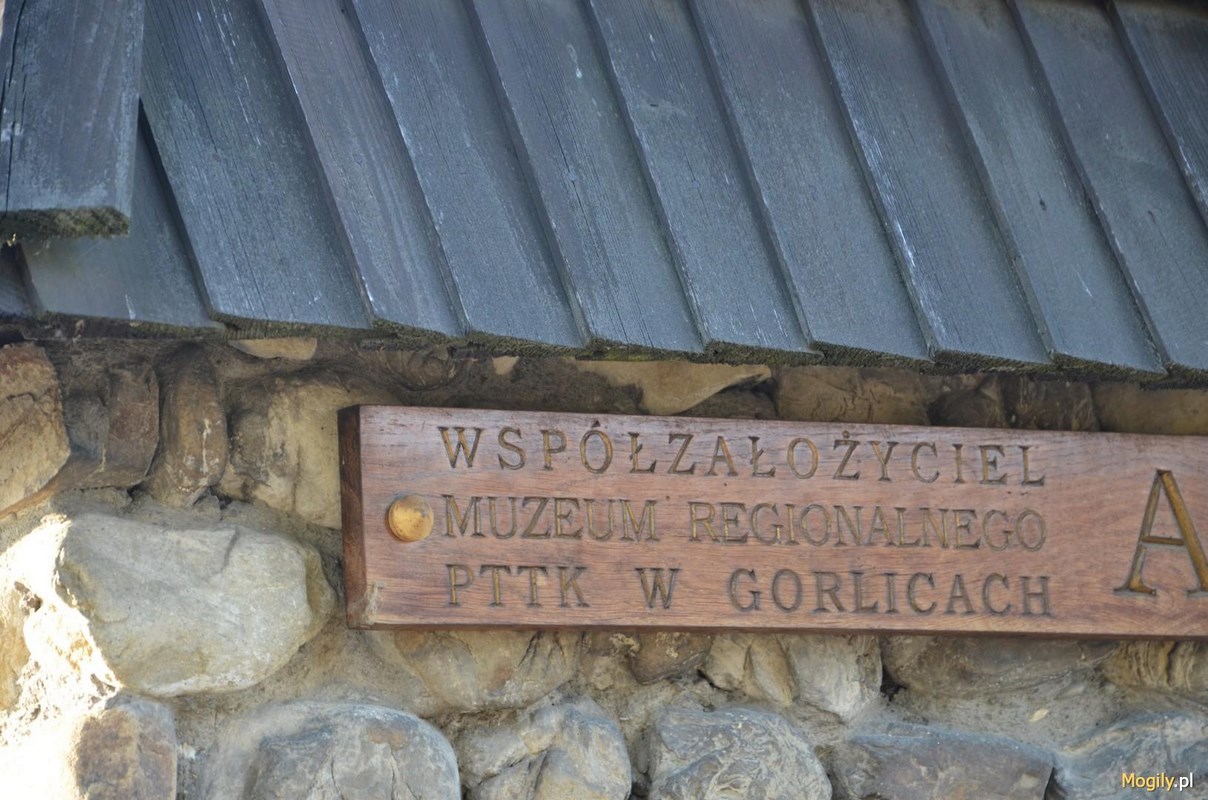 WSPÓŁZAŁOŻYCIEL
MUZEUM REGIONALNEGO
PTTK W GORLICACH
A
Mogily.pl